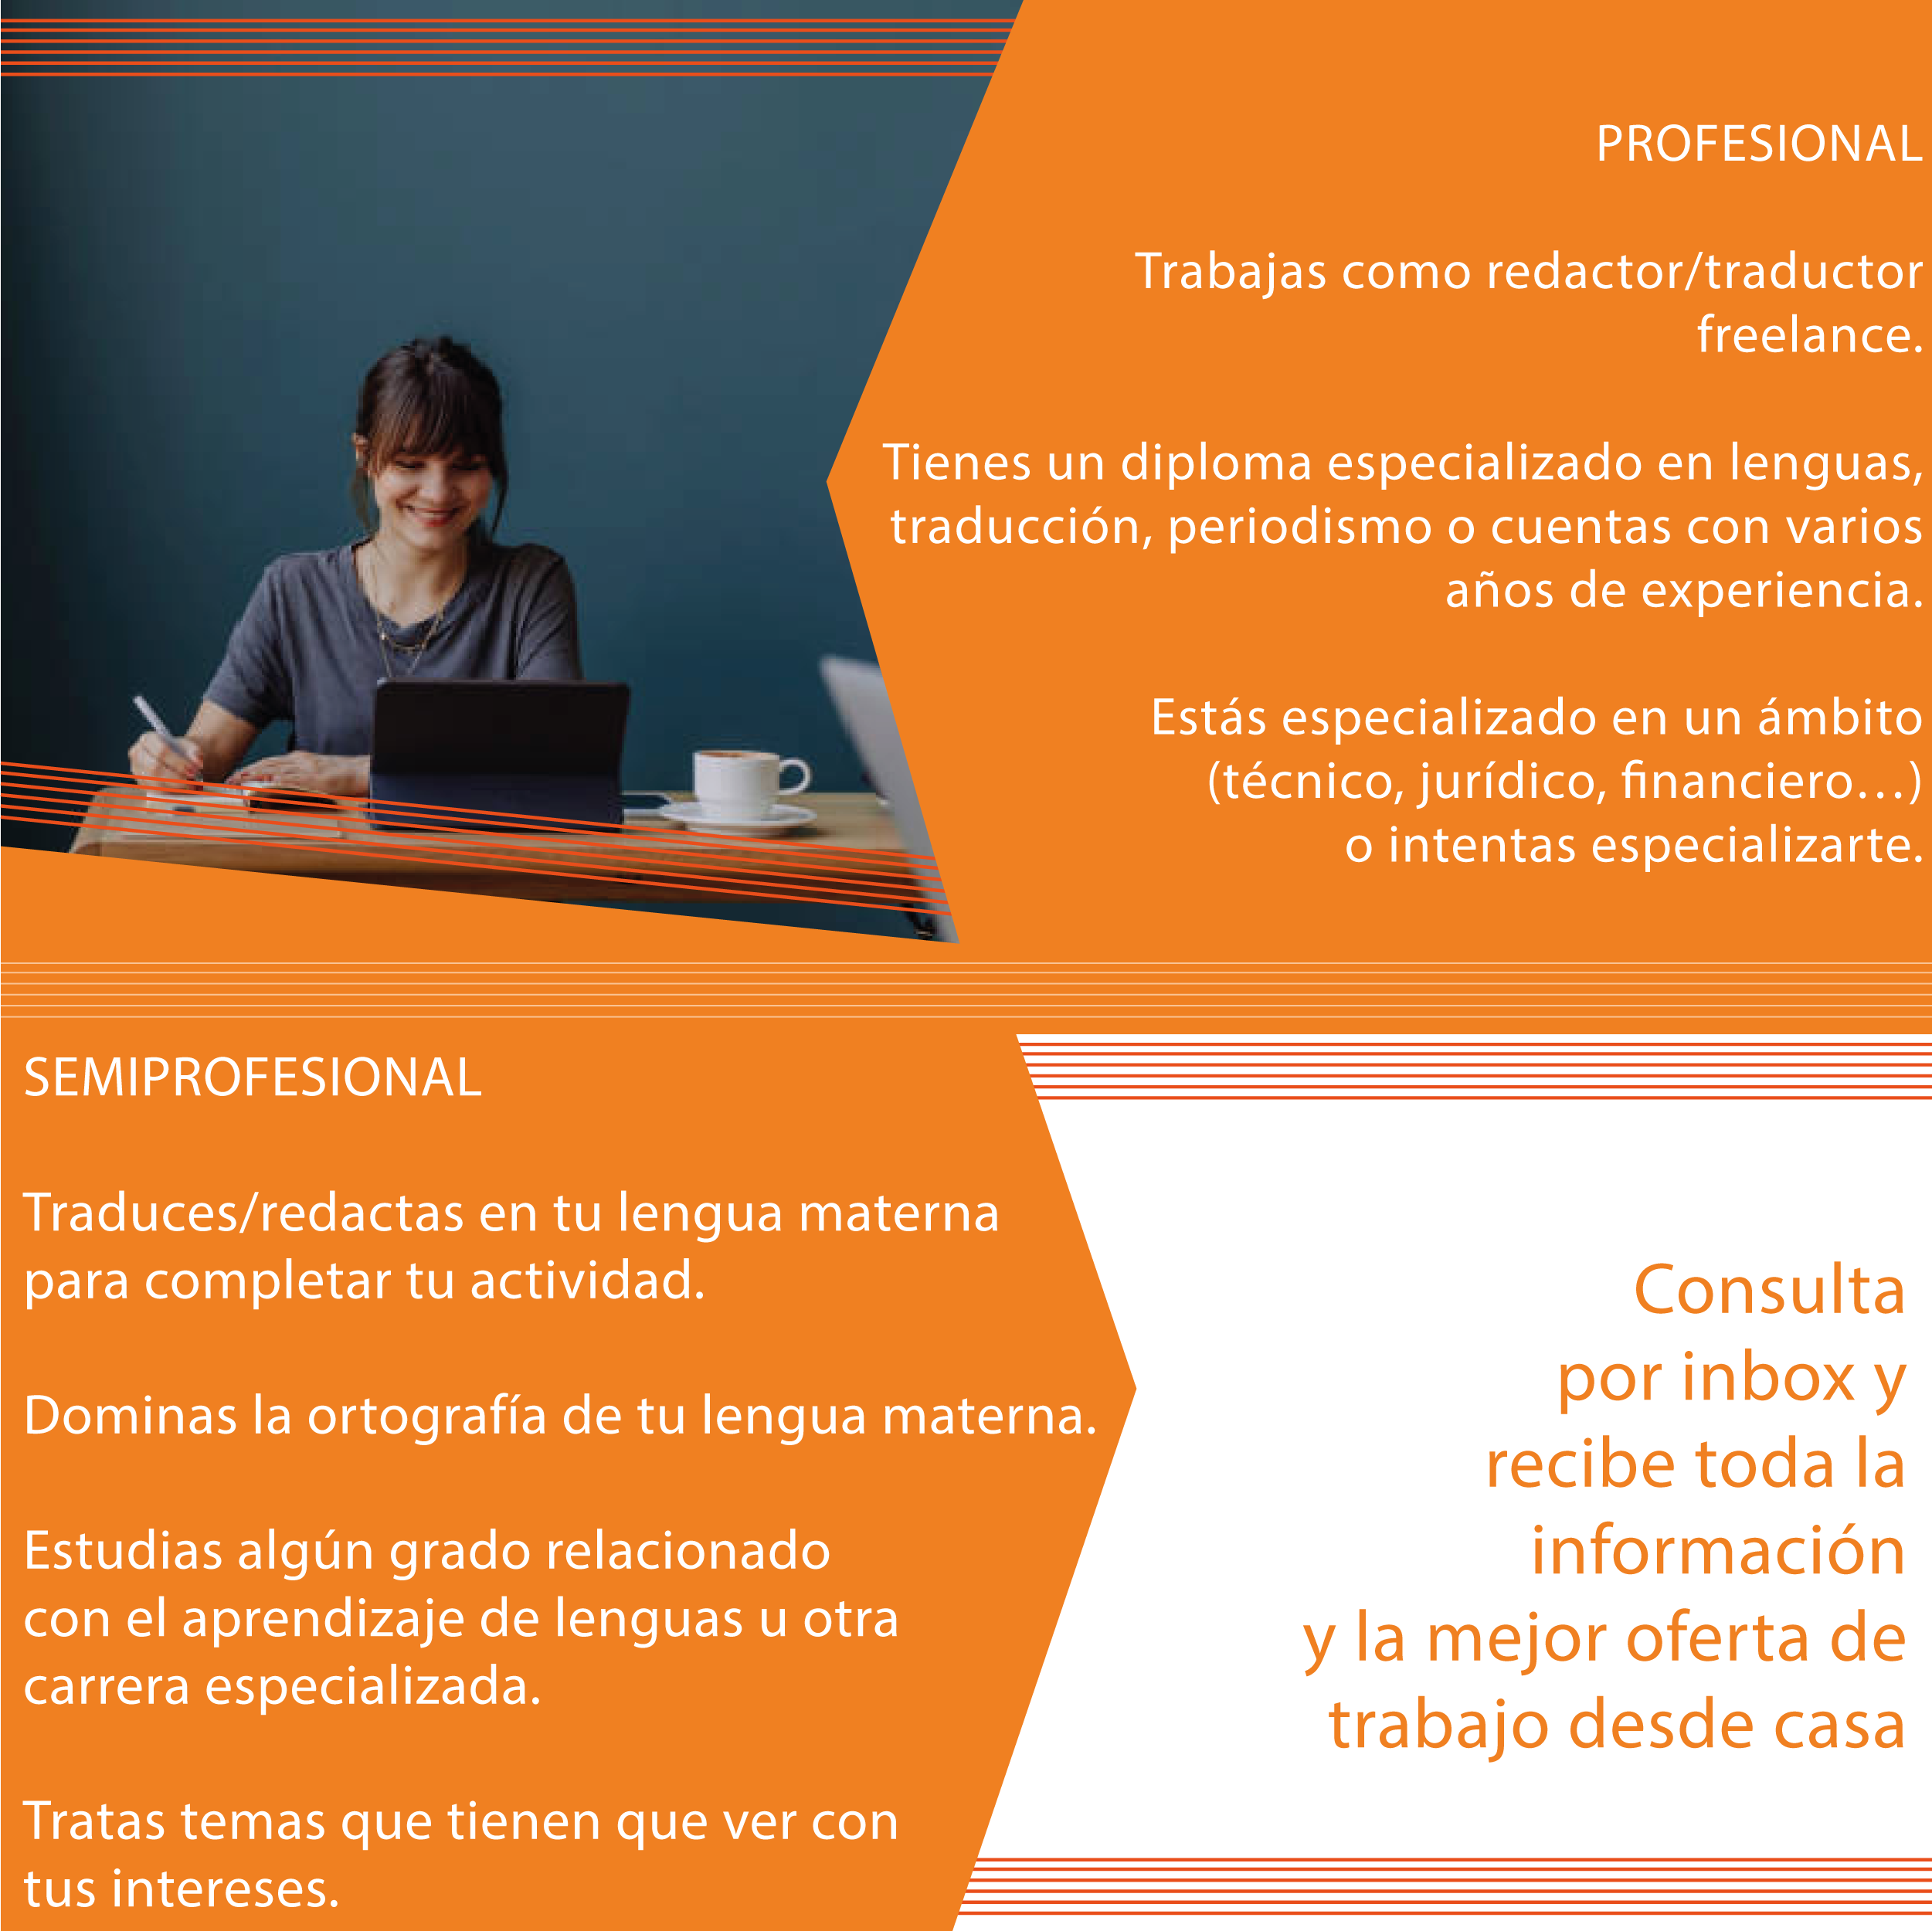 PROFESIONAL
Trabajas como redactor/traductor
freelance.
Tienes un diploma especializado en lenguas,
traducción, periodismo o cuentas con varios
años de experiencia.
Estás especializado en un ámbito
(técnico, jurídico, financiero…)
o intentas especializarte.
SEMIPROFESIONAL
Traduces/redactas en tu lengua materna
para completar tu actividad.
Dominas la ortografía de tu lengua materna.
Estudias algún grado relacionado
con el aprendizaje de lenguas u otra
carrera especializada.
Tratas temas que tienen que ver con
tus intereses.
Consulta
por inbox y
recibe toda la
información
y la mejor oferta de
trabajo desde casa